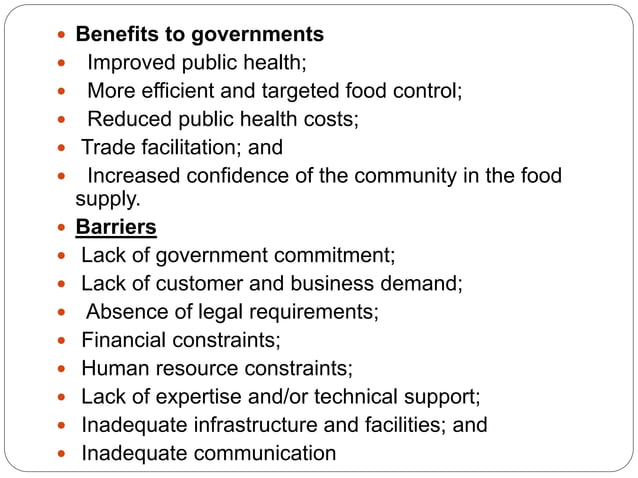 • Benefits to governments
• Improved public health;
• More efficient and targeted food control;
• Reduced public health costs;
• Trade facilitation; and
• Increased confidence of the community in the food
supply.
• Barriers
• Lack of government commitment;
• Lack of customer and business demand;
• Absence of legal requirements;
• Financial constraints;
• Human resource constraints;
• Lack of expertise and/or technical support;
• Inadequate infrastructure and facilities; and
• Inadequate communication